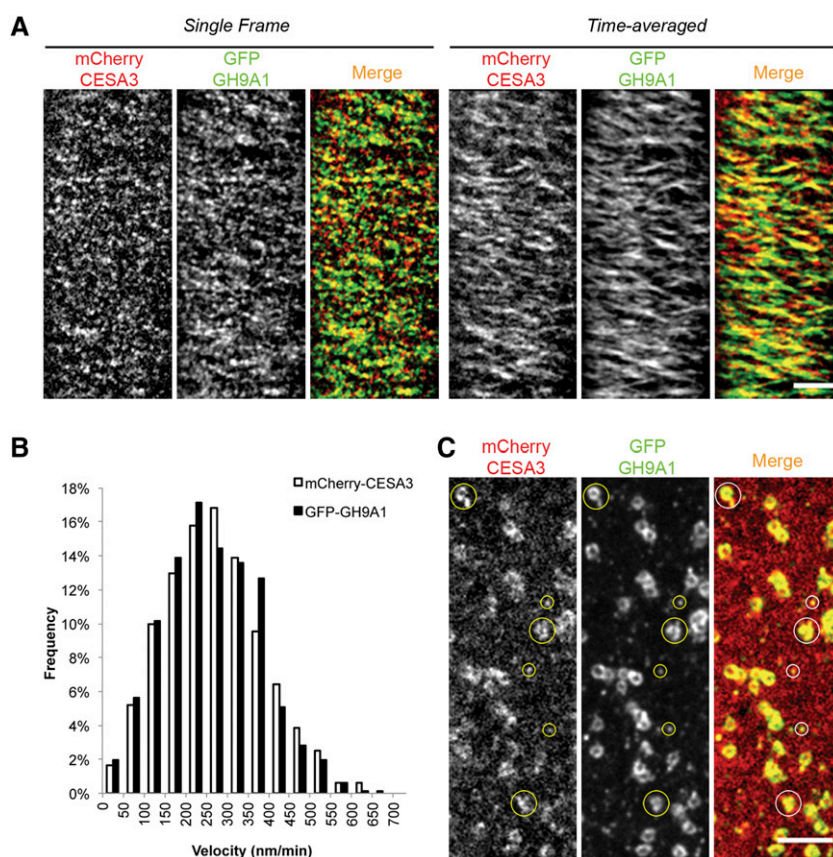 A
Single Frame
Time-averaged
mCherry
CESA3
GFP
GH9A1
Merge
mCherry
CESA3
GFP
GH9A1
Merge
B
mCherry-CESA3
GFP-GH9A1
Frequency
18%
16%
14%
12%
10%
8%
6%
4%
2%
0%
0
50
100
150
200
250
300
350
400
450
500
550
600
650
700
Velocity (nm/min)
C
mCherry
CESA3
GFP
GH9A1
Merge